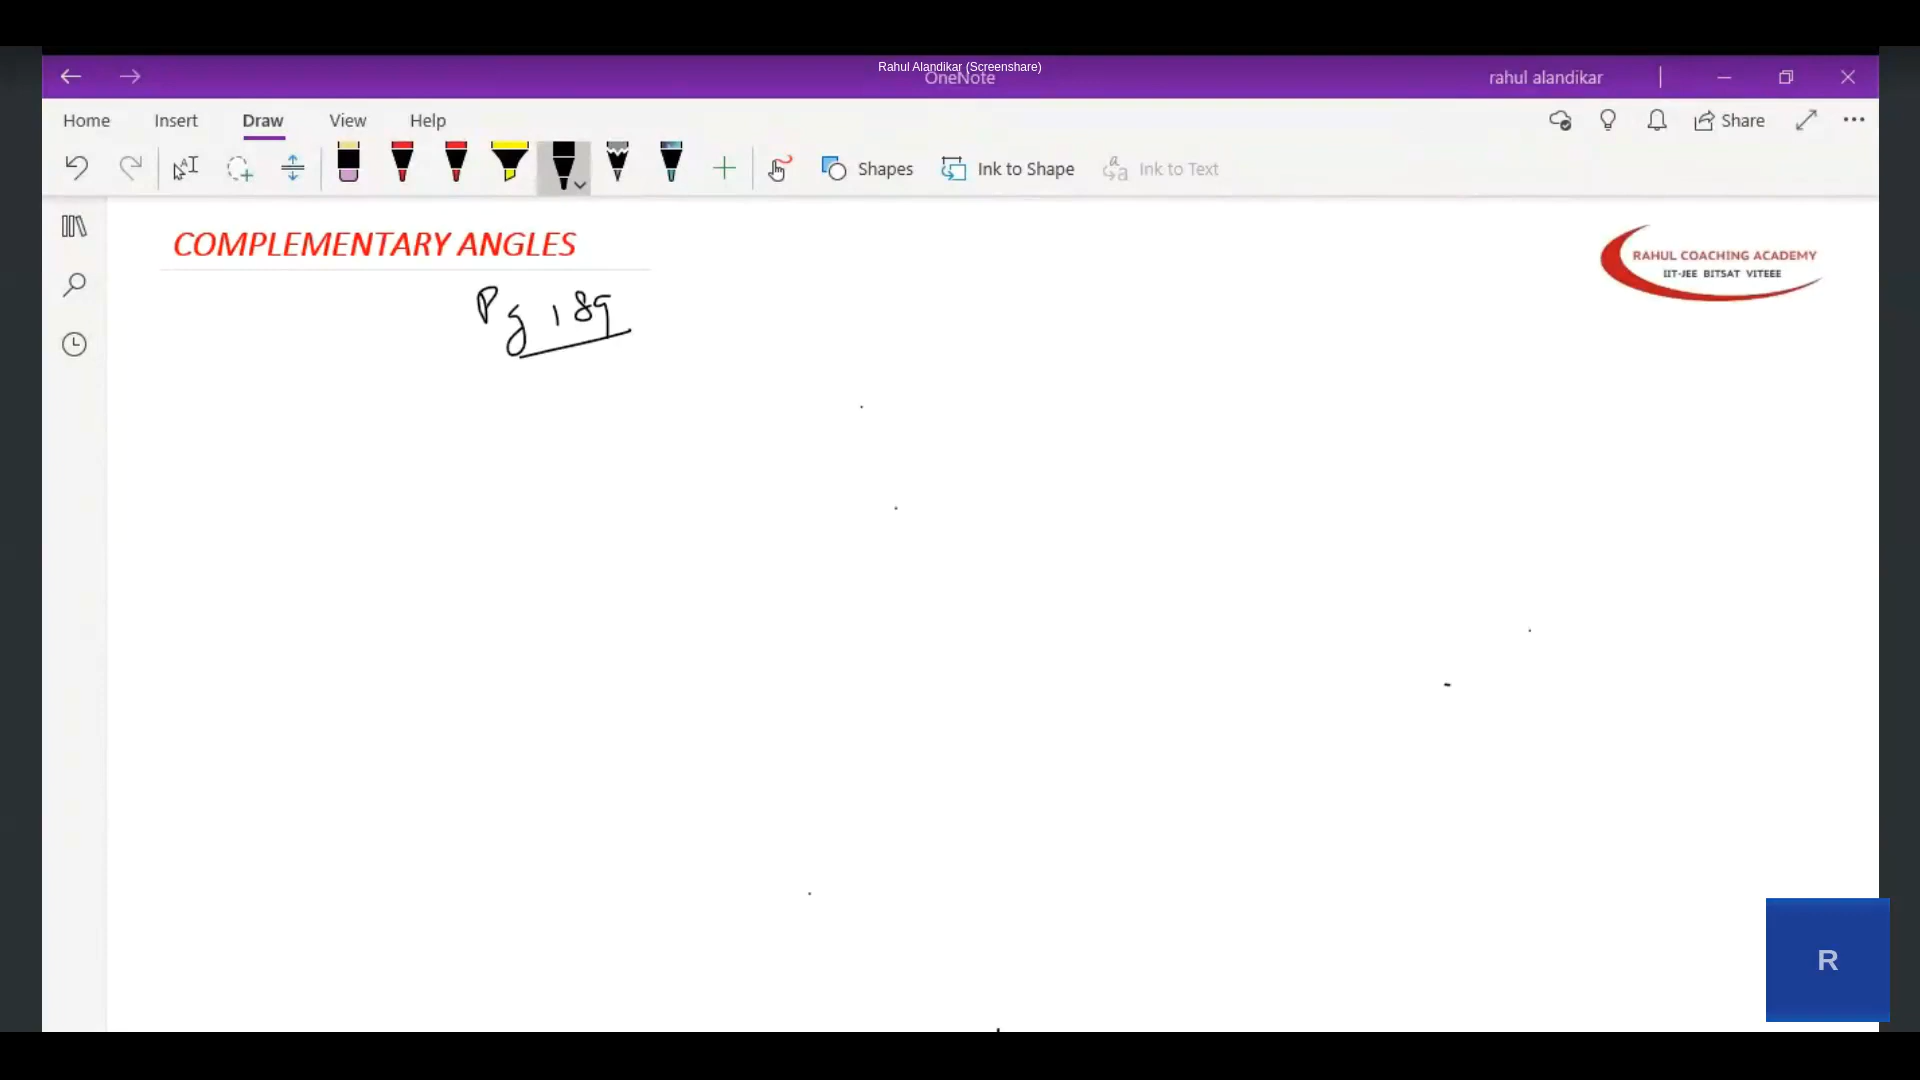 Rahul Alandikar (Screenshare)
OneNote
rahul alandikar
Home Insert Draw View Help
Share
Shapes Ink to Shape Ink to Text
COMPLEMENTARY ANGLES
RAHUL COACHING ACADEMY
IIT-JEE BITSAT VITEEE
Pg 189
R